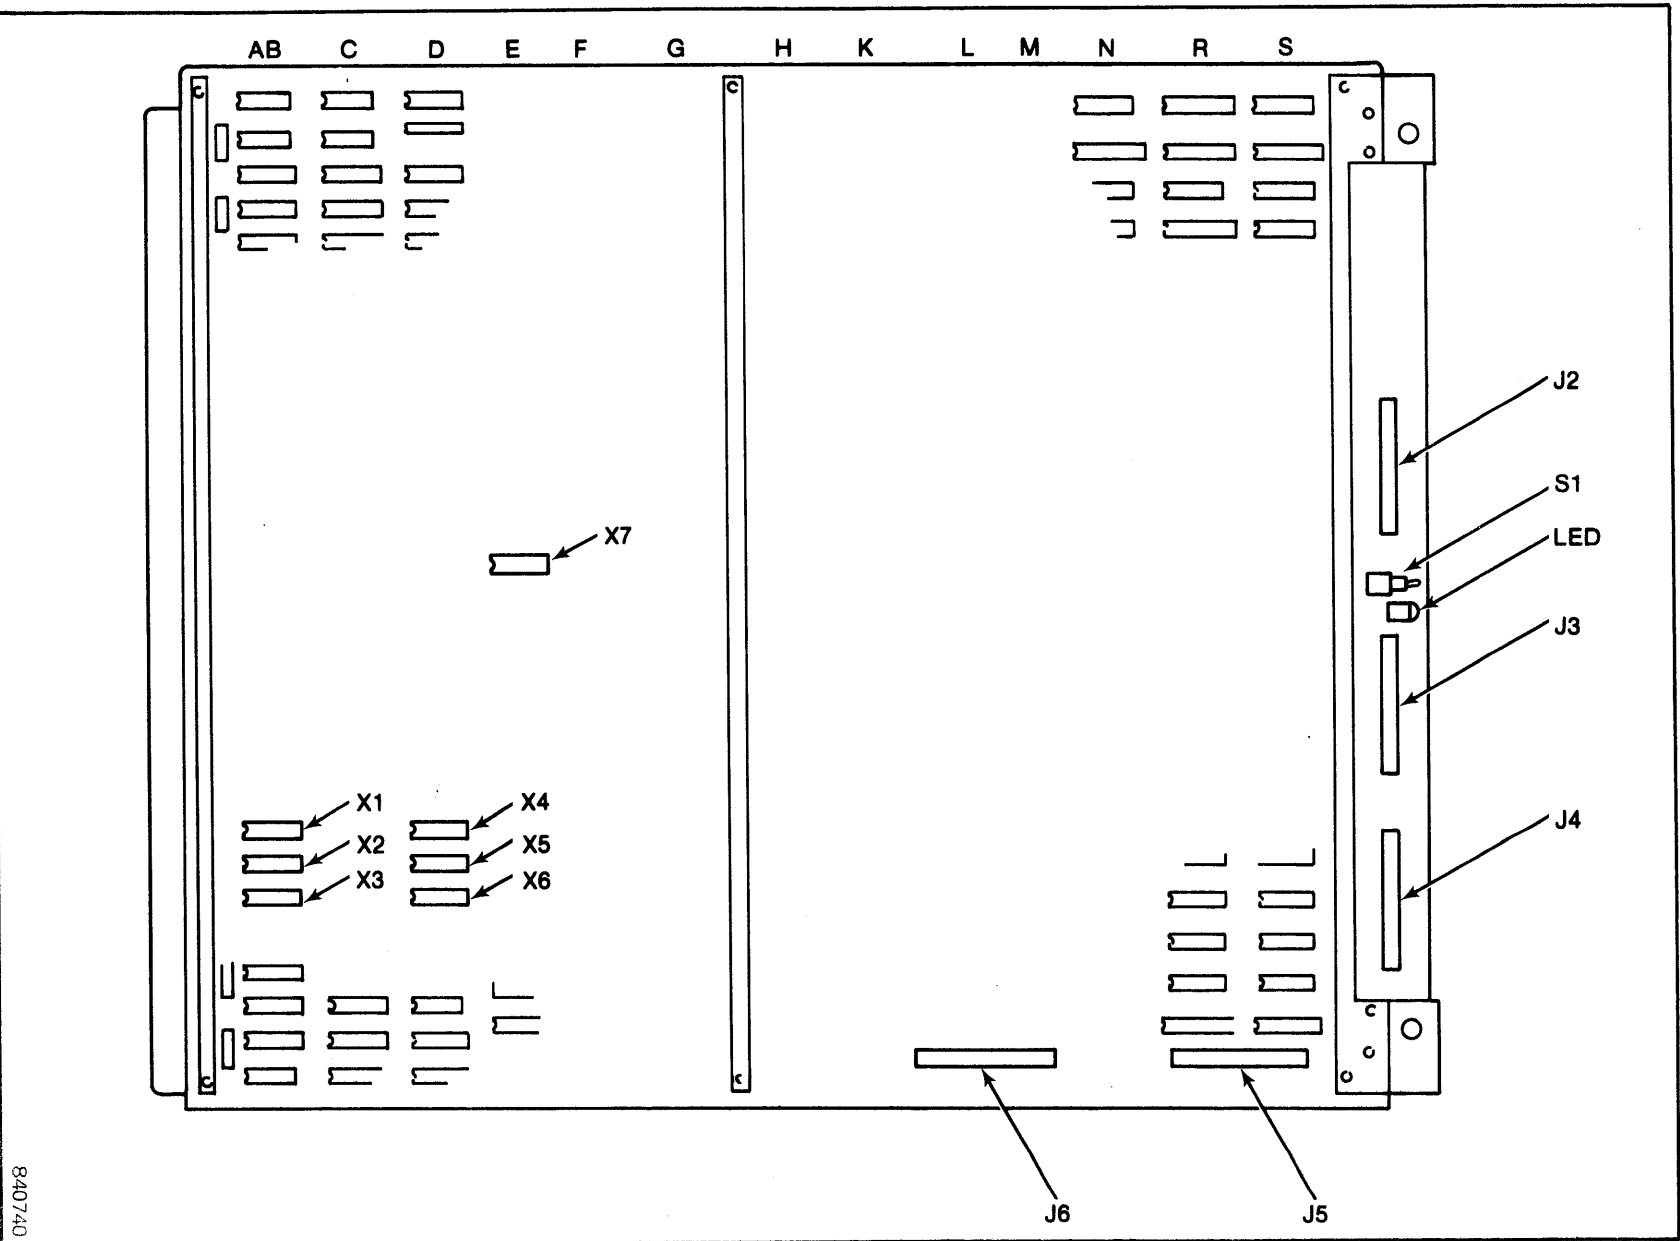 AB C D E F G H K L M N R S
J2
S1
X7
LED
J3
X1 X4
J4
X2 X5
X3 X6
J6 J5
840740